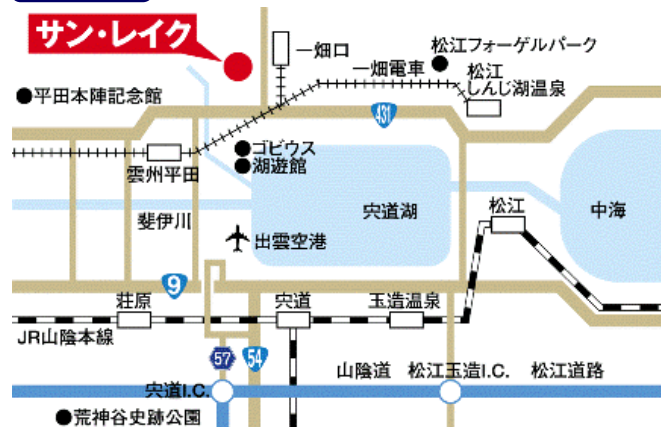 サン・レイク
一畑口
松江フォーゲルパーク
一畑電車
松江
しんじ湖温泉
平田本陣記念館
431
ゴビウス
湖遊館
雲州平田
斐伊川
宍道湖
松江
中海
出雲空港
9
荘原
宍道
玉造温泉
JR山陰本線
57
54
山陰道
松江玉造I.C.
松江道路
宍道I.C.
荒神谷史跡公園